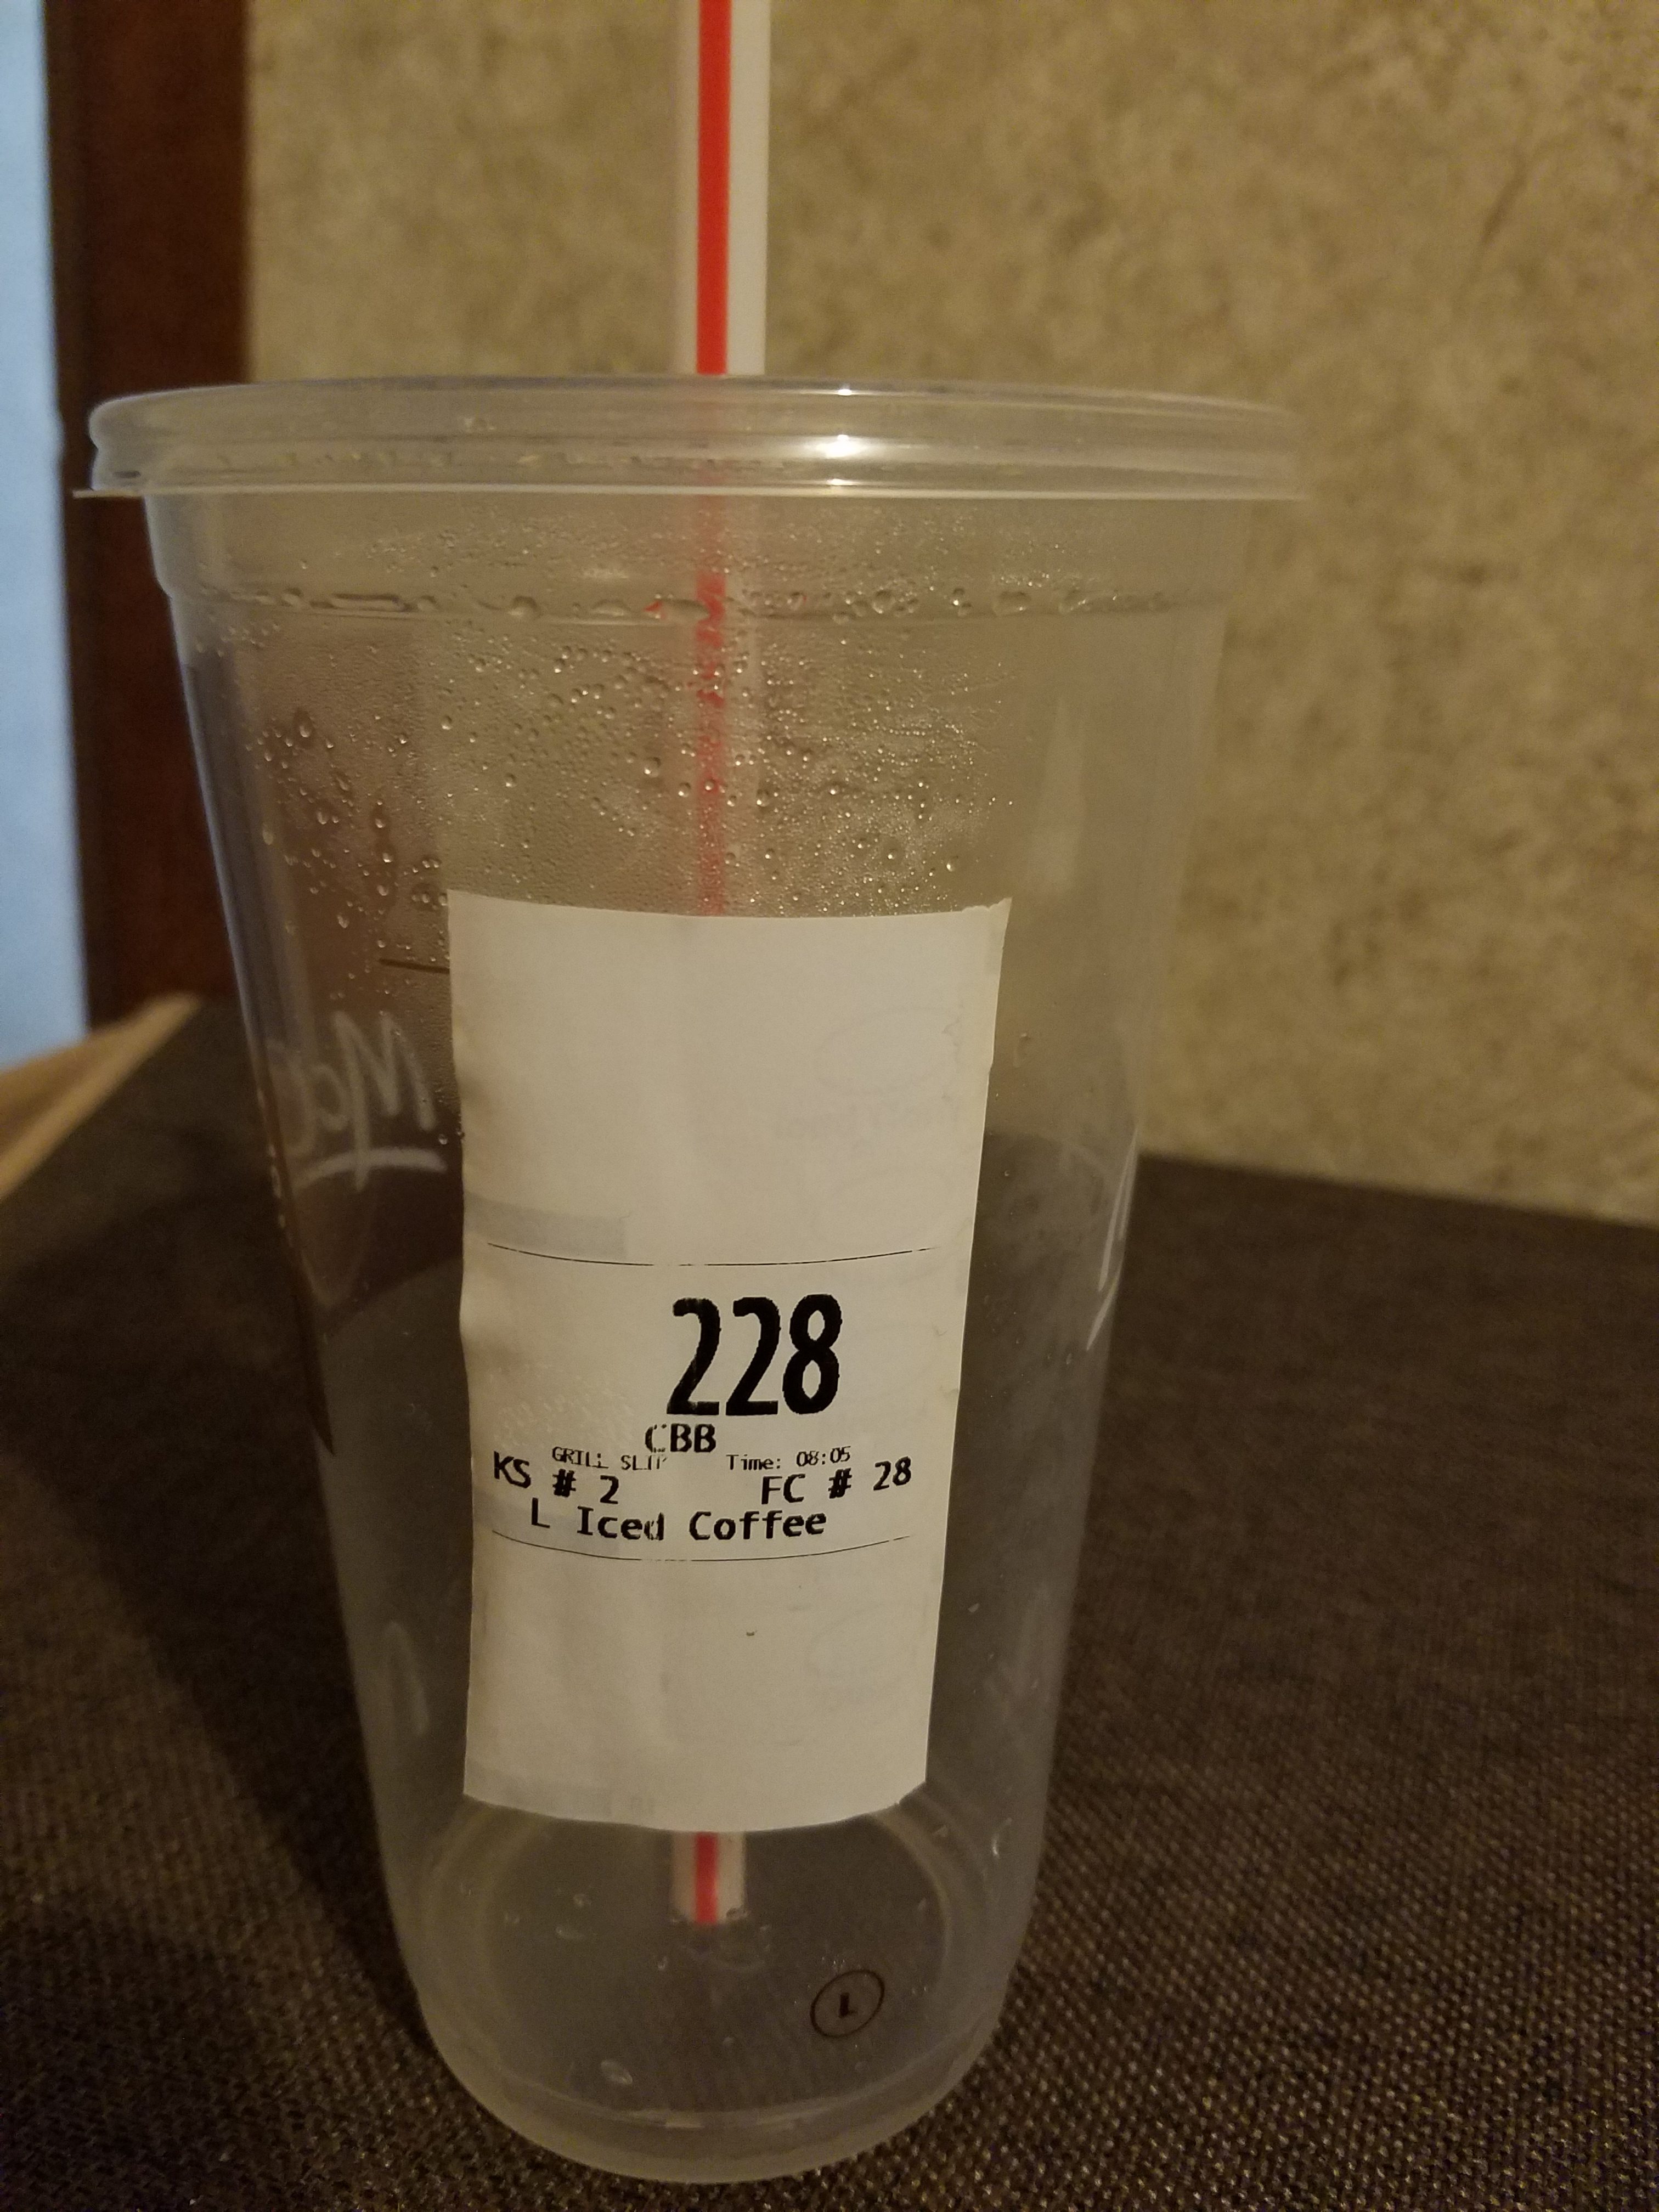 228
CBB
GRILL SLIP Time: 08:05
KS # 2 FC # 28
L Iced Coffee
L